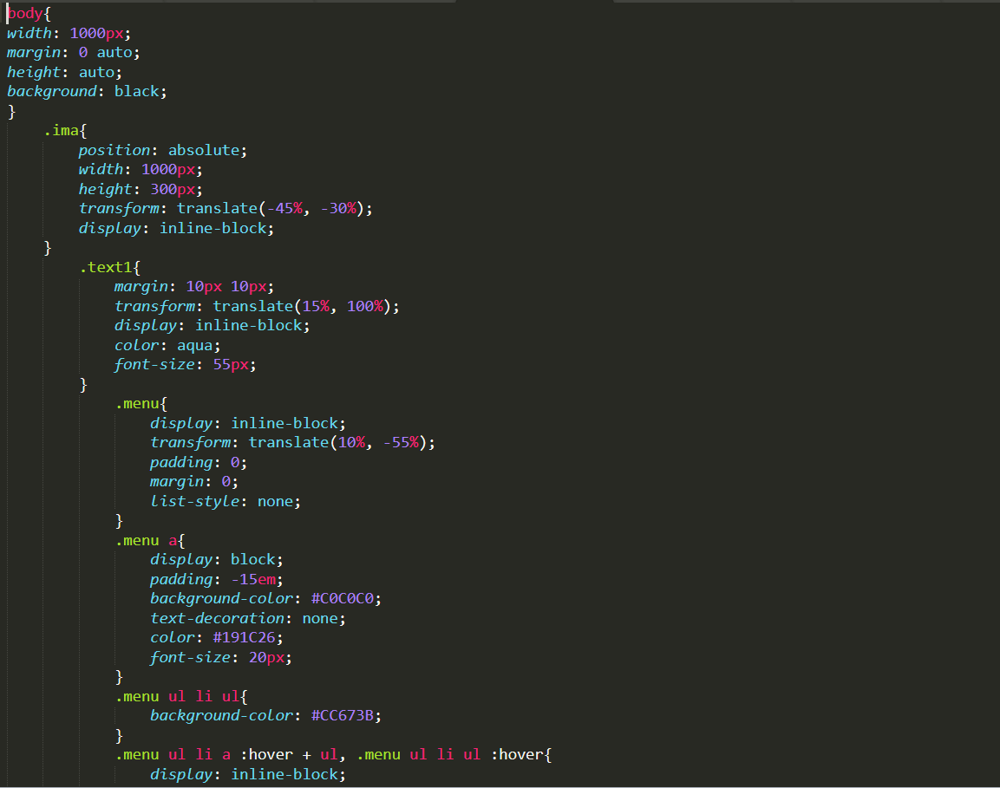 body{
width: 1000px;
margin: 0 auto;
height: auto;
background: black;
}
.ima{
position: absolute;
width: 1000px;
height: 300px;
transform: translate(-45%, -30%);
display: inline-block;
}
.text1{
margin: 10px 10px;
transform: translate(15%, 100%);
display: inline-block;
color: aqua;
font-size: 55px;
}
.menu{
display: inline-block;
transform: translate(10%, -55%);
padding: 0;
margin: 0;
list-style: none;
}
.menu a{
display: block;
padding: -15em;
background-color: #C0C0C0;
text-decoration: none;
color: #191C26;
font-size: 20px;
}
.menu ul li ul{
background-color: #CC673B;
}
.menu ul li a :hover + ul, .menu ul li ul :hover{
display: inline-block;